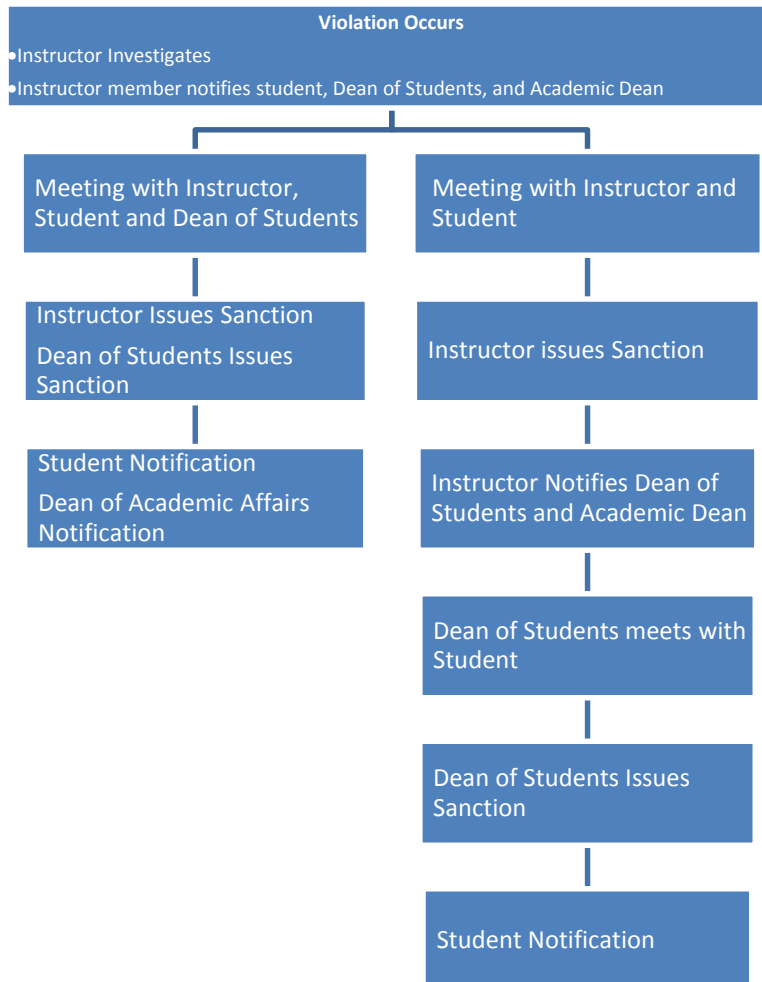 Violation Occurs
•Instructor Investigates
•Instructor member notifies student, Dean of Students, and Academic Dean
Meeting with Instructor,
Student and Dean of Students
Instructor Issues Sanction
Dean of Students Issues
Sanction
Student Notification
Dean of Academic Affairs
Notification
Meeting with Instructor and
Student
Instructor issues Sanction
Instructor Notifies Dean of
Students and Academic Dean
Dean of Students meets with
Student
Dean of Students Issues
Sanction
Student Notification